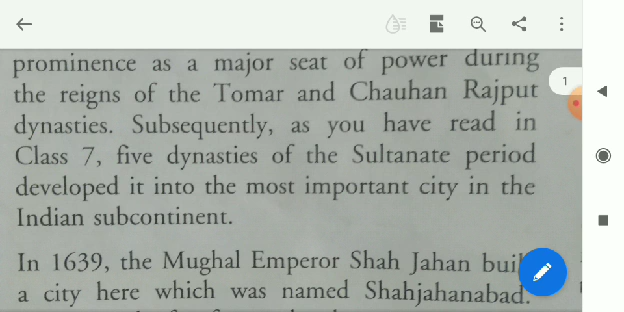 1
prominence as a major seat of power during
the reigns of the Tomar and Chauhan Rajput
dynasties. Subsequently, as you have read in
Class 7, five dynasties of the Sultanate period
developed it into the most important city in the
Indian subcontinent.
In 1639, the Mughal Emperor Shah Jahan
a city here which was named Shahjahanabad.